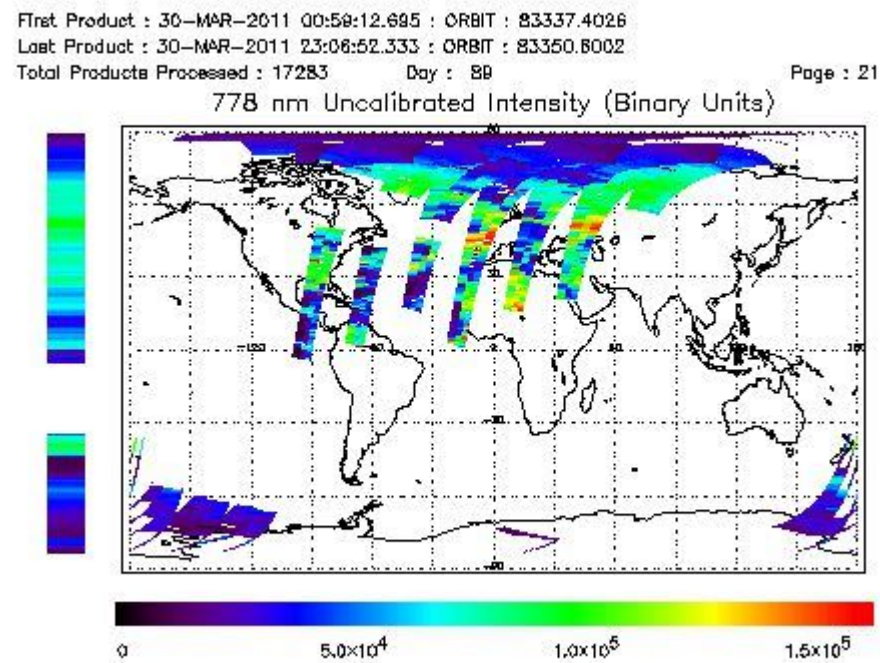 First Product : 30-MAR-2011 00:59:12.695 : ORBIT : 83337.4026
Last Product : 30-MAR-2011 23:06:52.333 : ORBIT : 83350.6002
Total Products Processed : 17283 Day : 89 Page : 21
778 nm Uncalibrated Intensity (Binary Units)
-120
0 5.0×10⁴ 1.0×10⁵ 1.5×10⁵